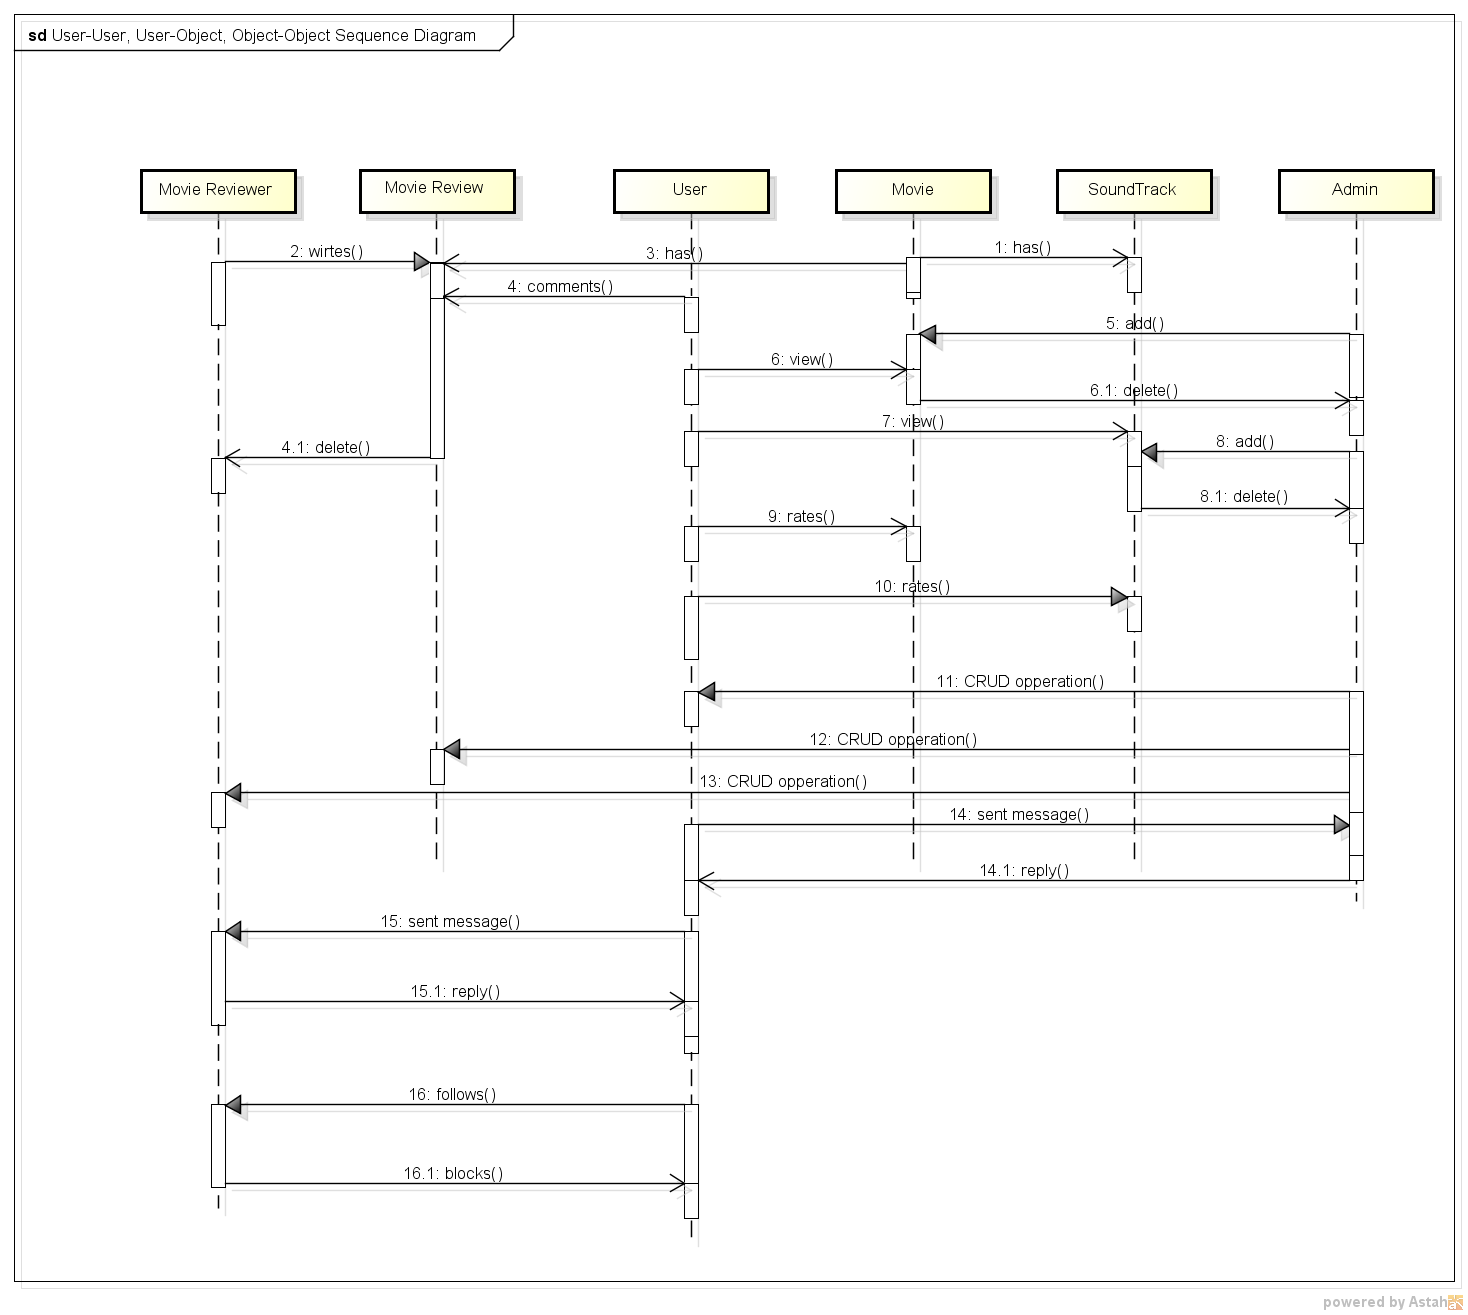 sd User-User, User-Object, Object-Object Sequence Diagram
Movie Reviewer
Movie Review
User
Movie
SoundTrack
Admin
2: wirtes()
3: has()
1: has()
4: comments()
5: add()
6: view()
6.1: delete()
7: view()
8: add()
4.1: delete()
8.1: delete()
9: rates()
10: rates()
11: CRUD opperation()
12: CRUD opperation()
13: CRUD opperation()
14: sent message()
14.1: reply()
15: sent message()
15.1: reply()
16: follows()
16.1: blocks()
powered by Astah